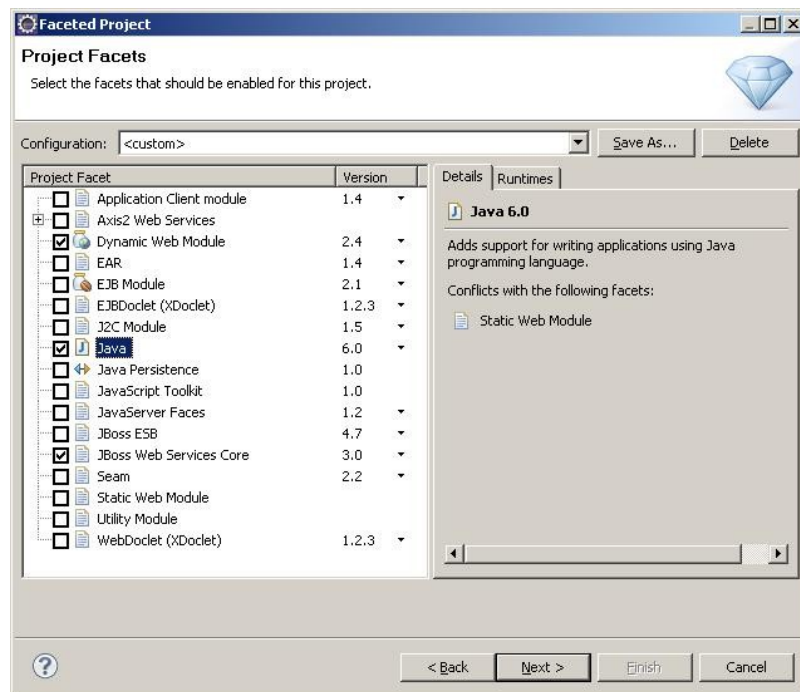 Faceted Project
Project Facets
Select the facets that should be enabled for this project.
Configuration: <custom> Save As... Delete
Project Facet Version
Application Client module 1.4
Axis2 Web Services
Dynamic Web Module 2.4
EAR 1.4
EJB Module 2.1
EJBDoclet (XDoclet) 1.2.3
J2C Module 1.5
Java 6.0
Java Persistence 1.0
JavaScript Toolkit 1.0
JavaServer Faces 1.2
JBoss ESB 4.7
JBoss Web Services Core 3.0
Seam 2.2
Static Web Module
Utility Module
WebDoclet (XDoclet) 1.2.3
Details Runtimes
Java 6.0
Adds support for writing applications using Java
programming language.
Conflicts with the following facets:
Static Web Module
? < Back Next > Finish Cancel